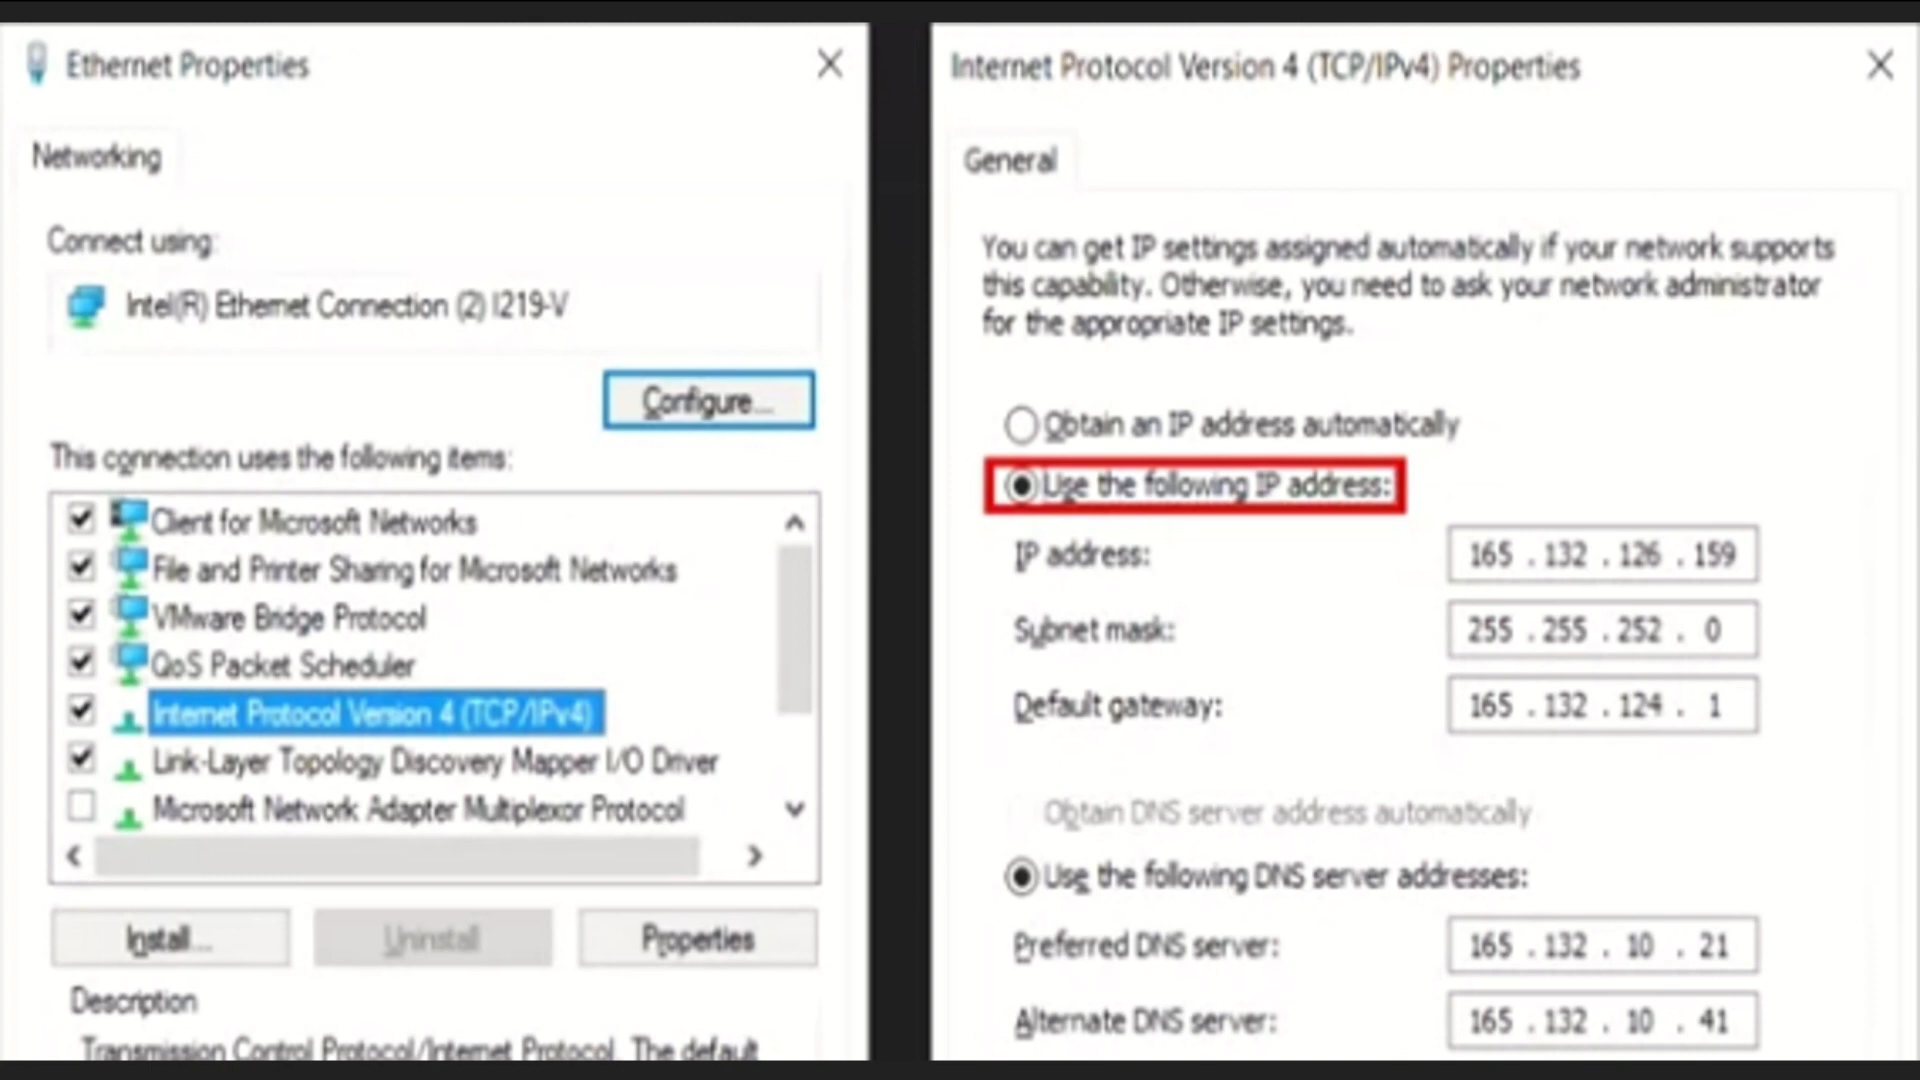 Ethernet Properties
Networking
Connect using:
Intel(R) Ethernet Connection (2) I219-V
Configure...
This connection uses the following items:
Client for Microsoft Networks
File and Printer Sharing for Microsoft Networks
VMware Bridge Protocol
QoS Packet Scheduler
Internet Protocol Version 4 (TCP/IPv4)
Link-Layer Topology Discovery Mapper I/O Driver
Microsoft Network Adapter Multiplexor Protocol
Install...
Uninstall
Properties
Description
Transmission Control Protocol/Internet Protocol. The default
Internet Protocol Version 4 (TCP/IPv4) Properties
General
You can get IP settings assigned automatically if your network supports
this capability. Otherwise, you need to ask your network administrator
for the appropriate IP settings.
Obtain an IP address automatically
Use the following IP address:
IP address: 165 . 132 . 126 . 159
Subnet mask: 255 . 255 . 252 . 0
Default gateway: 165 . 132 . 124 . 1
Obtain DNS server address automatically
Use the following DNS server addresses:
Preferred DNS server: 165 . 132 . 10 . 21
Alternate DNS server: 165 . 132 . 10 . 41